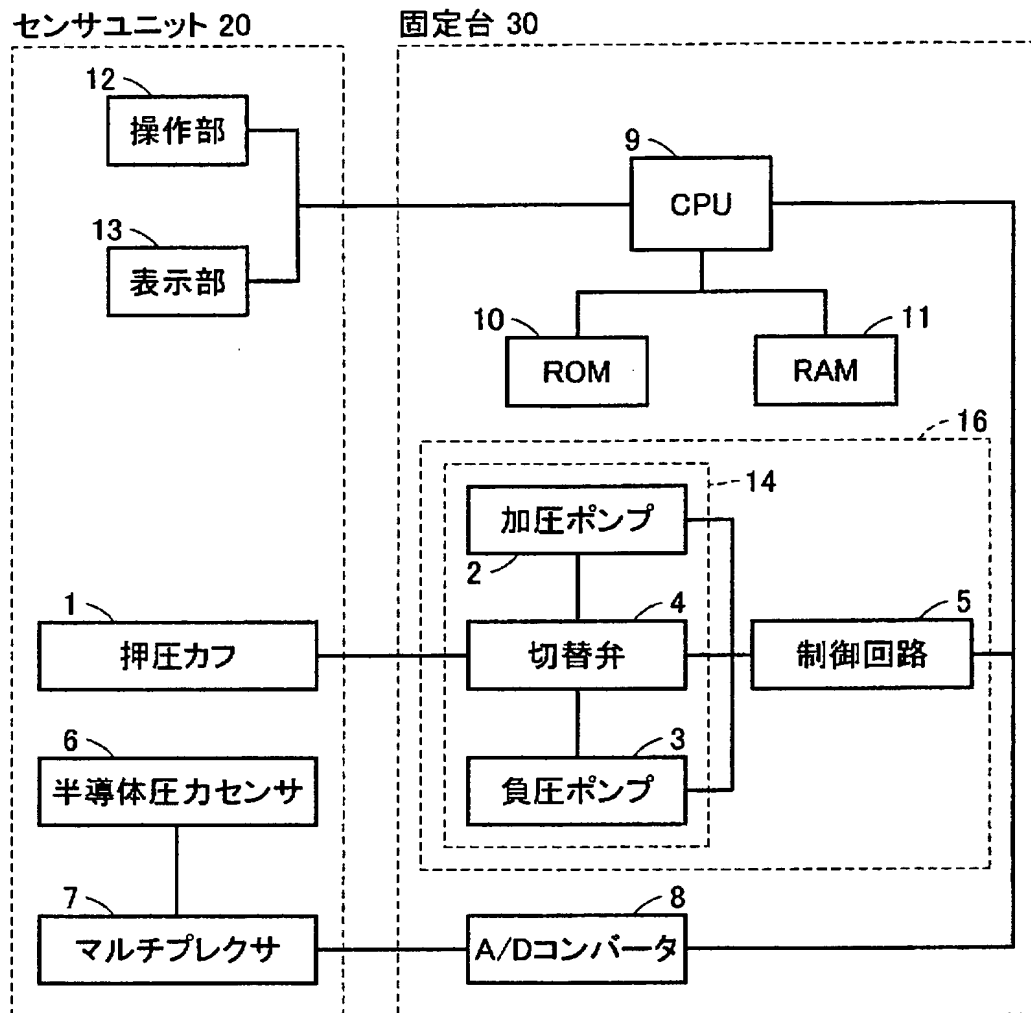 センサユニット 20
固定台 30
12
操作部
13
表示部
9
CPU
10
ROM
11
RAM
16
14
加圧ポンプ
2
1
押圧カフ
4
切替弁
5
制御回路
6
半導体圧力センサ
3
負圧ポンプ
7
マルチプレクサ
8
A/Dコンバータ